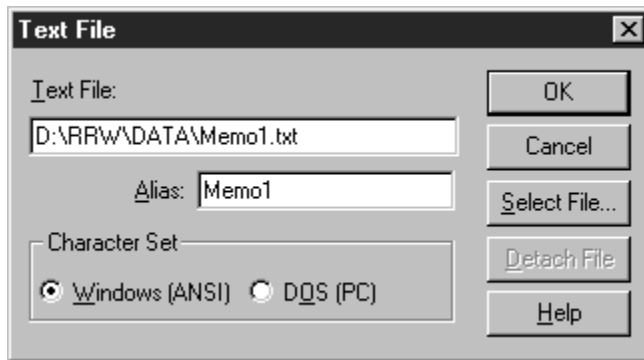 Text File
Text File:
D:\RRW\DATA\Memo1.txt
Alias: Memo1
Character Set
Windows (ANSI) DOS (PC)
OK
Cancel
Select File...
Detach File
Help